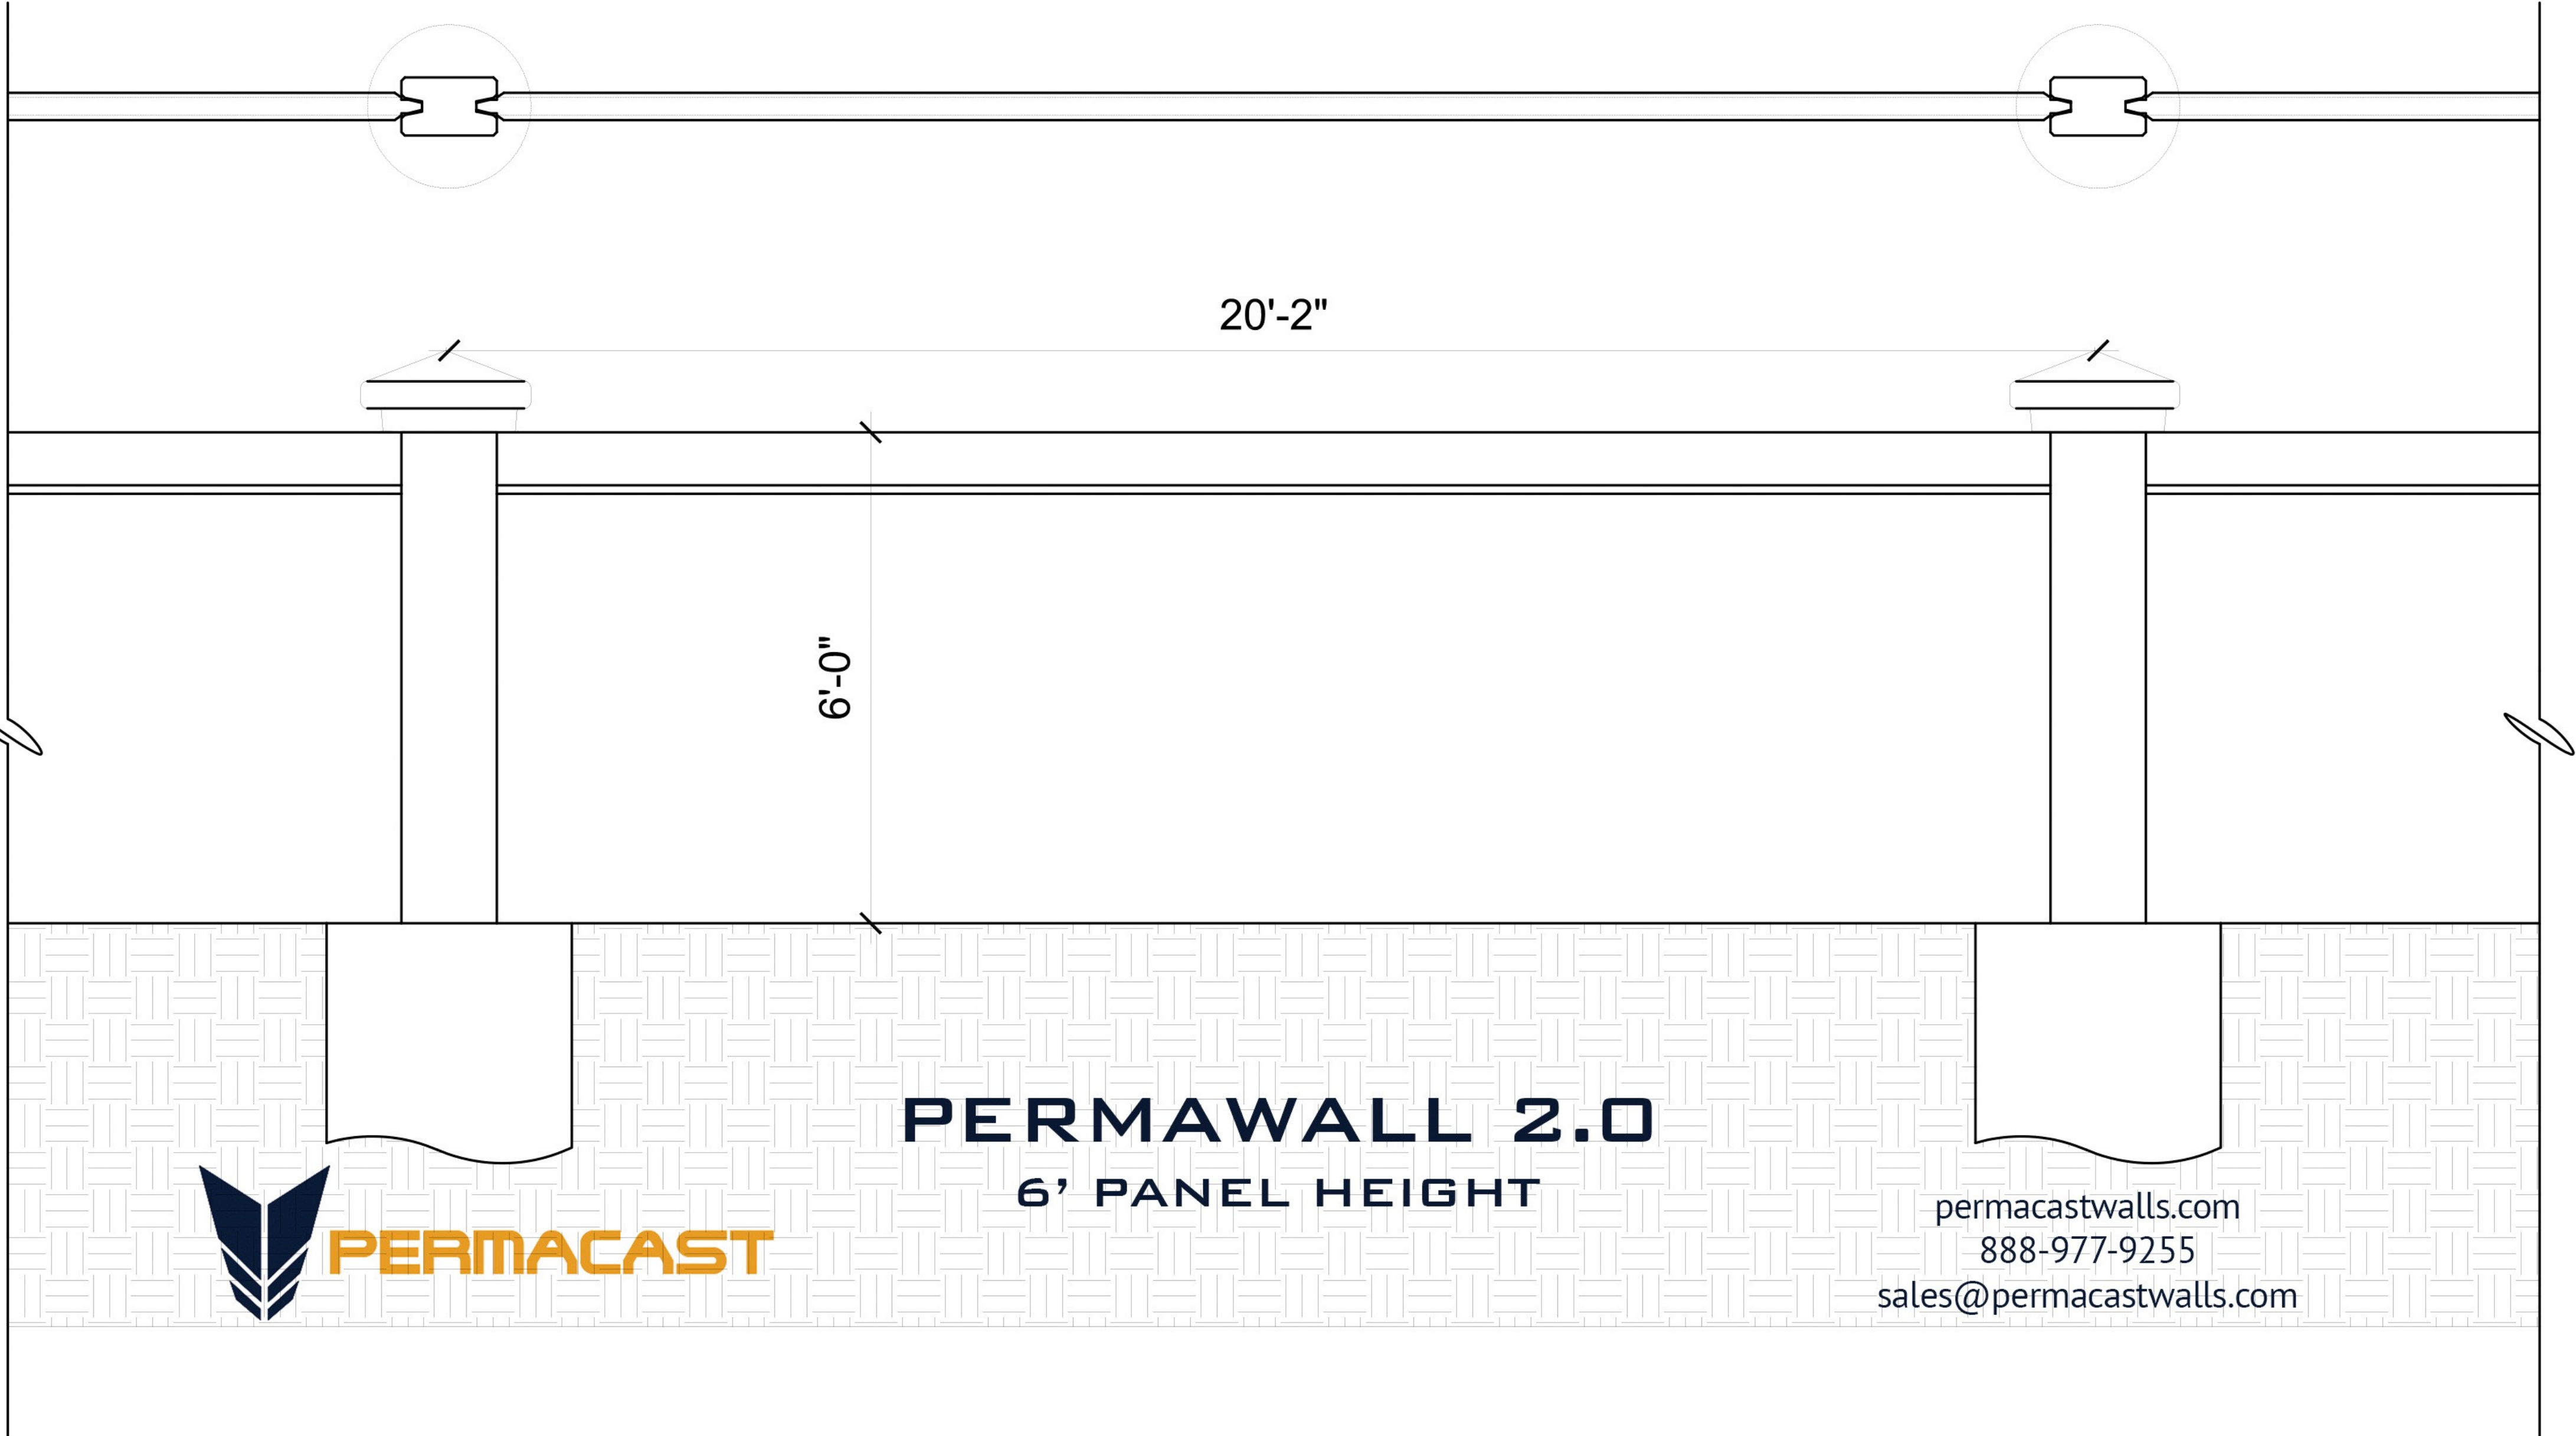 20'-2"
6'-0"
PERMAWALL 2.0
6’ PANEL HEIGHT
PERMACAST
permacastwalls.com
888-977-9255
sales@permacastwalls.com